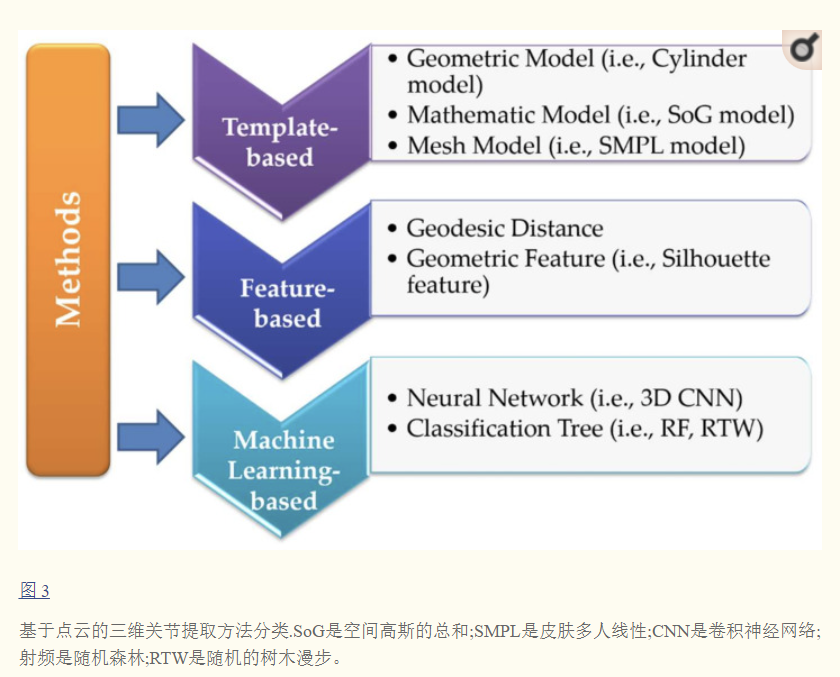 Methods
Template-
based
• Geometric Model (i.e., Cylinder
model)
• Mathematic Model (i.e., SoG model)
• Mesh Model (i.e., SMPL model)
Feature-
based
• Geodesic Distance
• Geometric Feature (i.e., Silhouette
feature)
Machine
Learning-
based
• Neural Network (i.e., 3D CNN)
• Classification Tree (i.e., RF, RTW)
图 3
基于点云的三维关节提取方法分类.SoG是空间高斯的总和;SMPL是皮肤多人线性;CNN是卷积神经网络;
射频是随机森林;RTW是随机的树木漫步。